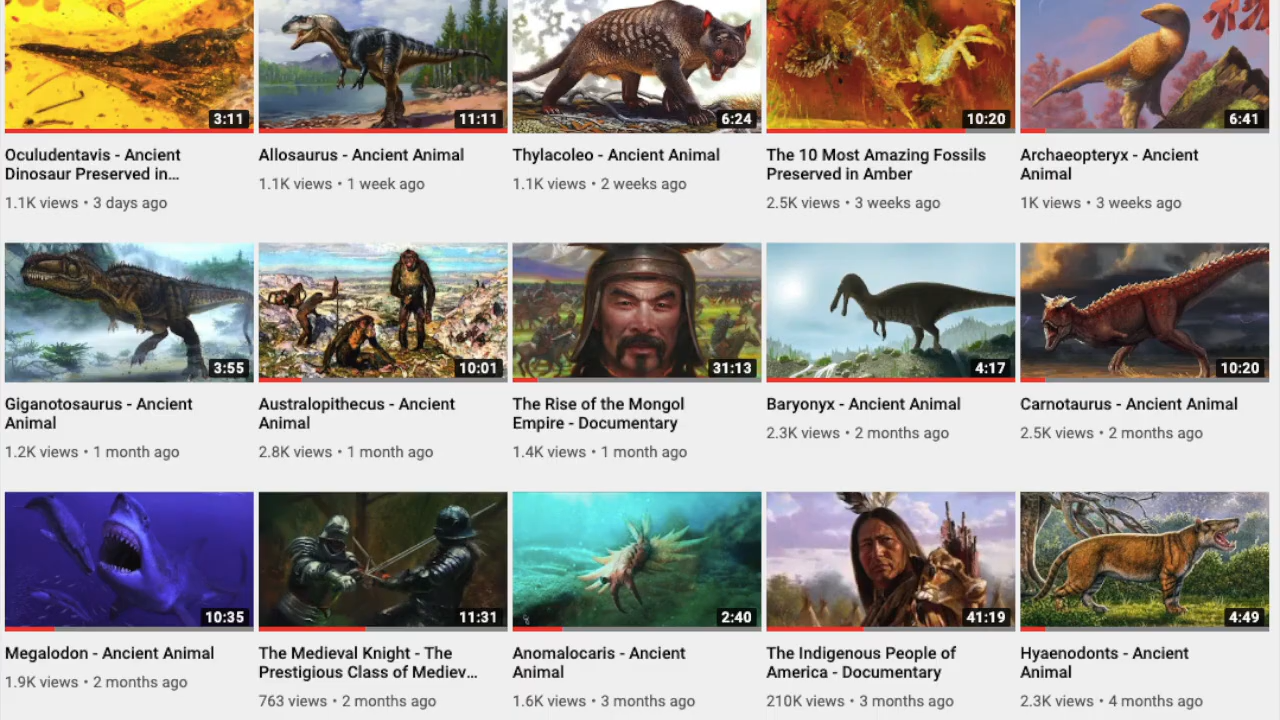 3:11
11:11
6:24
10:20
6:41
Oculudentavis - Ancient
Dinosaur Preserved in...
1.1K views • 3 days ago
Allosaurus - Ancient Animal
1.1K views • 1 week ago
Thylacoleo - Ancient Animal
1.1K views • 2 weeks ago
The 10 Most Amazing Fossils
Preserved in Amber
2.5K views • 3 weeks ago
Archaeopteryx - Ancient
Animal
1K views • 3 weeks ago
3:55
10:01
31:13
4:17
10:20
Giganotosaurus - Ancient
Animal
1.2K views • 1 month ago
Australopithecus - Ancient
Animal
2.8K views • 1 month ago
The Rise of the Mongol
Empire - Documentary
1.4K views • 1 month ago
Baryonyx - Ancient Animal
2.3K views • 2 months ago
Carnotaurus - Ancient Animal
2.5K views • 2 months ago
10:35
11:31
2:40
41:19
4:49
Megalodon - Ancient Animal
1.9K views • 2 months ago
The Medieval Knight - The
Prestigious Class of Mediev...
763 views • 2 months ago
Anomalocaris - Ancient
Animal
1.6K views • 3 months ago
The Indigenous People of
America - Documentary
210K views • 3 months ago
Hyaenodonts - Ancient
Animal
2.3K views • 4 months ago